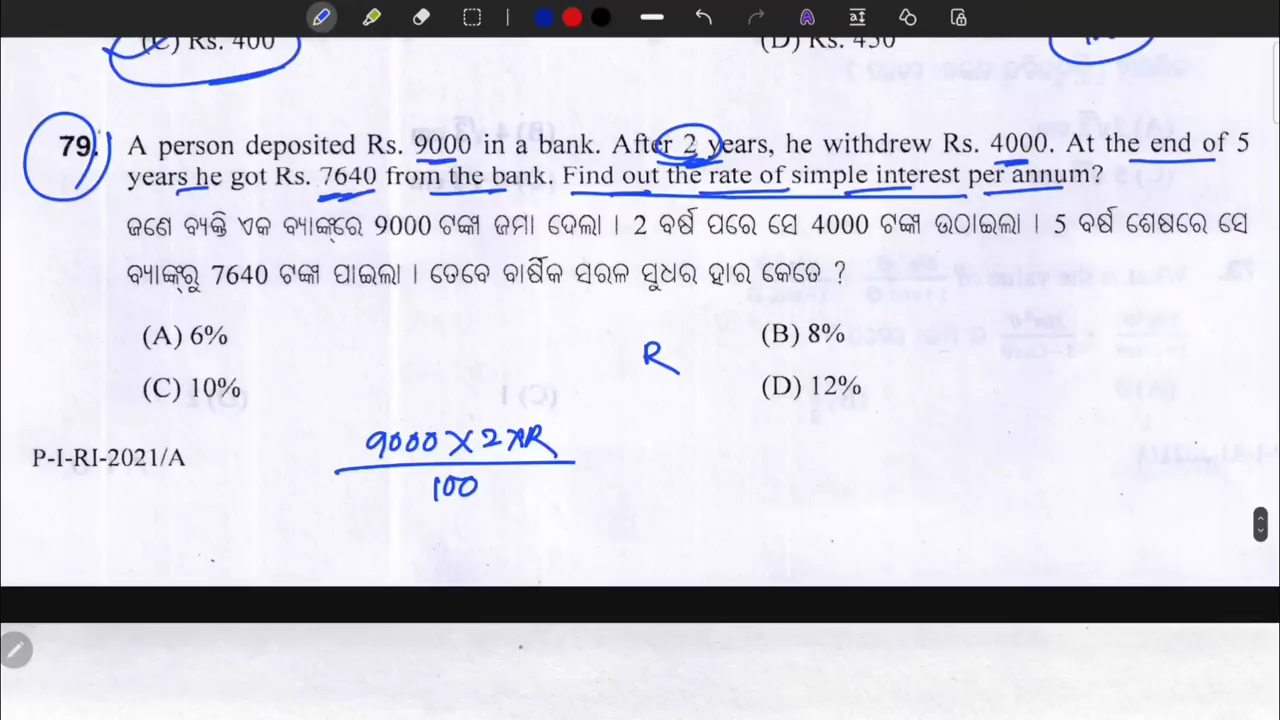 (C) Rs. 400
(D) Rs. 450
79. A person deposited Rs. 9000 in a bank. After 2 years, he withdrew Rs. 4000. At the end of 5
years he got Rs. 7640 from the bank. Find out the rate of simple interest per annum?
ଜଣେ ବ୍ୟକ୍ତି ଏକ ବ୍ୟାଙ୍କରେ 9000 ଟଙ୍କା ଜମା ଦେଲା । 2 ବର୍ଷ ପରେ ସେ 4000 ଟଙ୍କା ଉଠାଇଲା । 5 ବର୍ଷ ଶେଷରେ ସେ
ବ୍ୟାଙ୍କରୁ 7640 ଟଙ୍କା ପାଇଲା । ତେବେ ବାର୍ଷିକ ସରଳ ସୁଧର ହାର କେତେ ?
(A) 6%
(B) 8%
R
(C) 10%
(D) 12%
9000 × 2 × R
100
P-I-RI-2021/A